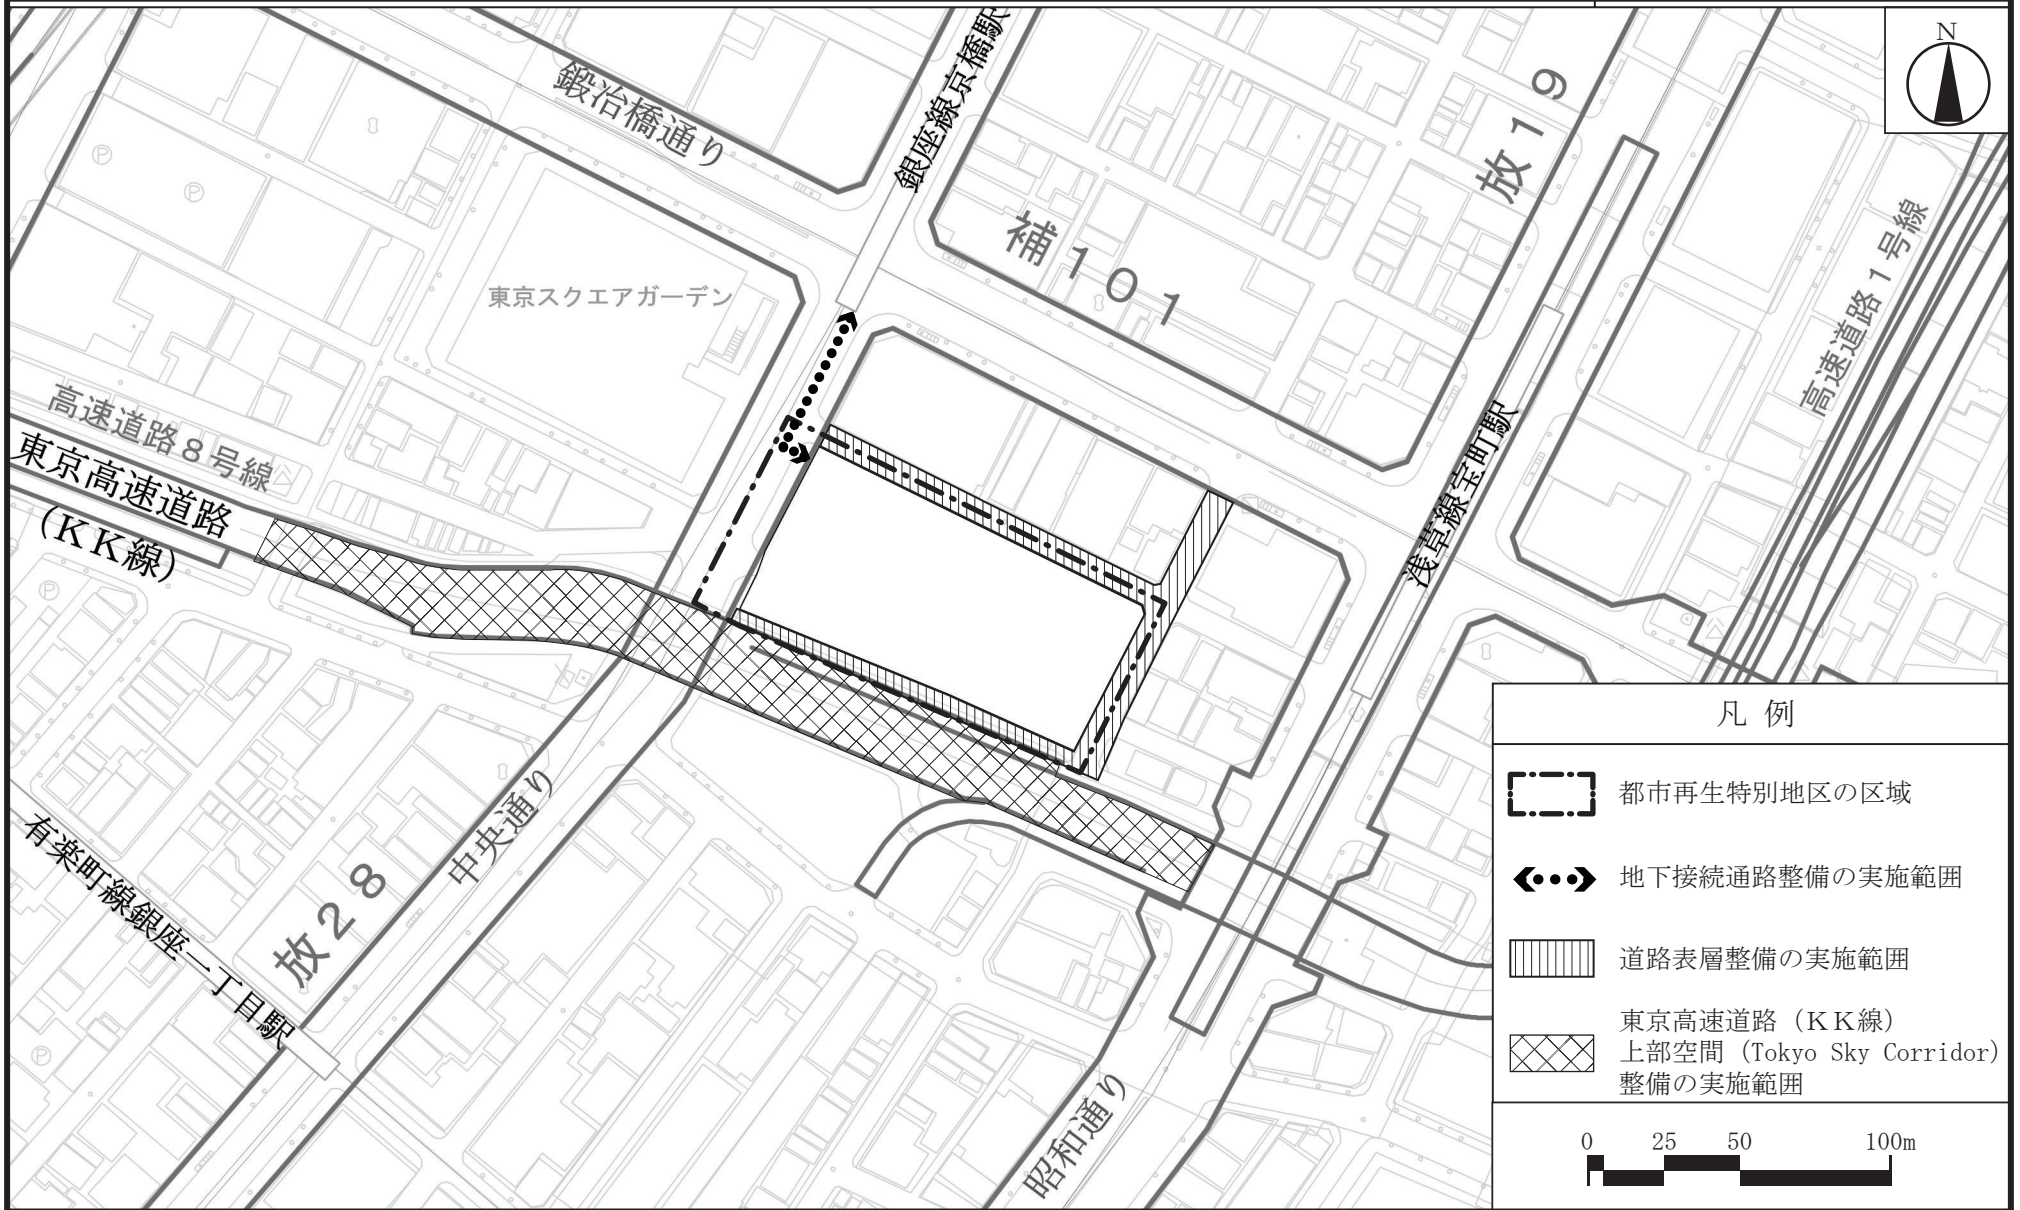 N
鍛冶橋通り
銀座線京橋駅
放19
補101
高速道路1号線
東京スクエアガーデン
高速道路8号線
東京高速道路
(KK線)
浅草線宝町駅
中央通り
有楽町線銀座一丁目駅
放28
昭和通り
凡 例
都市再生特別地区の区域
地下接続通路整備の実施範囲
道路表層整備の実施範囲
東京高速道路（KK線）
上部空間（Tokyo Sky Corridor）
整備の実施範囲
0 25 50 100m
P
P
P
P